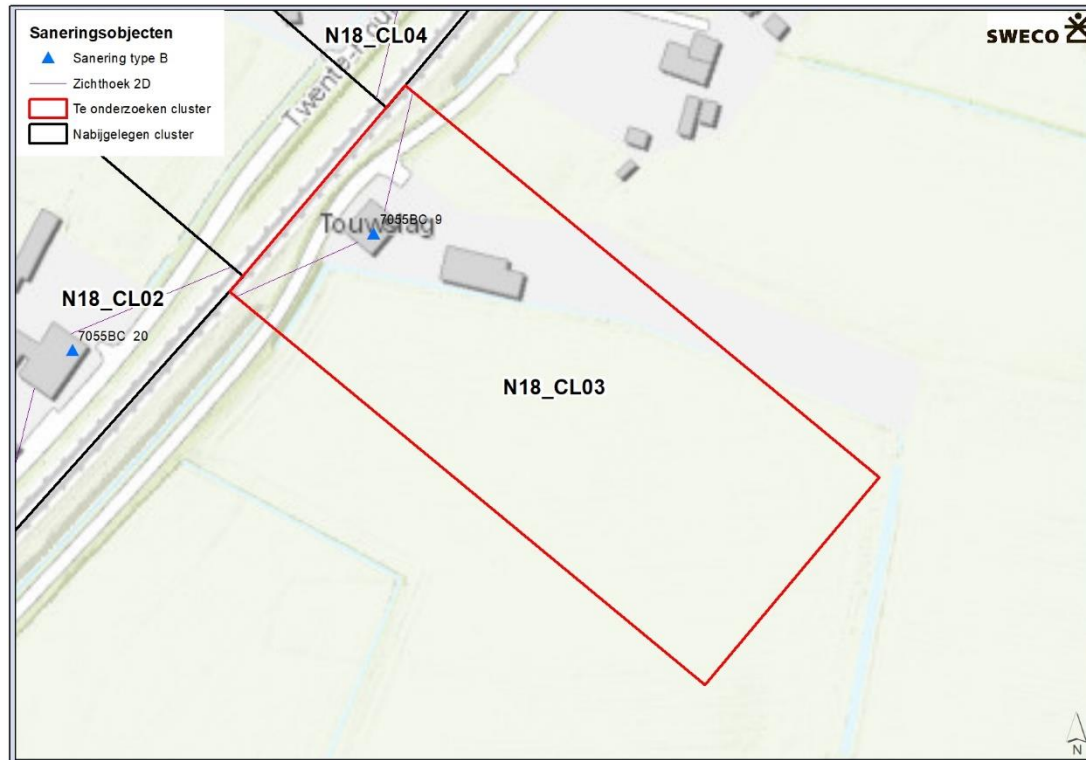 Saneringsobjecten
Sanering type B
Zichthoek 2D
Te onderzoeken cluster
Nabijgelegen cluster
N18_CL04
SWECO
7055BC 9
Touwslag
N18_CL02
7055BC 20
N18_CL03
N